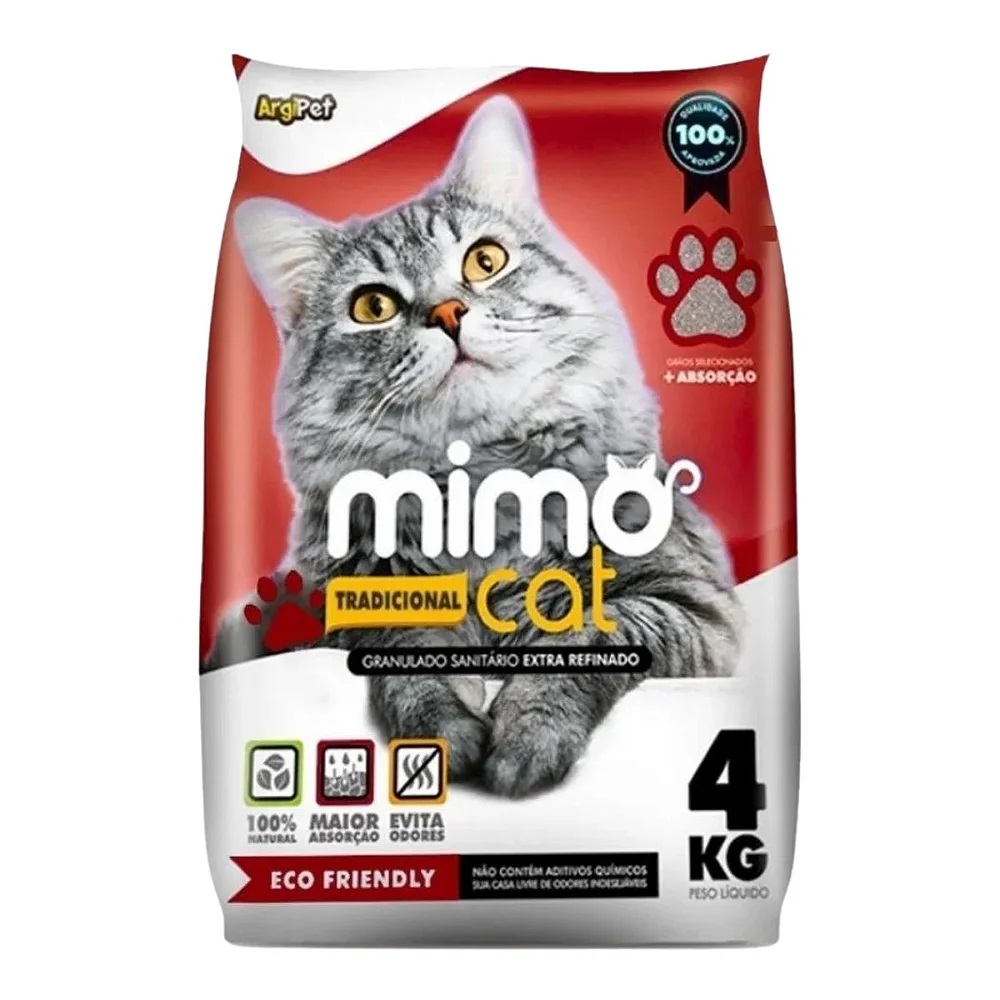 ArgiPet
QUALIDADE
100%
APROVADA
GRÃOS SELECIONADOS
+ ABSORÇÃO
mimo
cat
TRADICIONAL
GRANULADO SANITÁRIO EXTRA REFINADO
100%
NATURAL
MAIOR
ABSORÇÃO
EVITA
ODORES
4
KG
PESO LÍQUIDO
ECO FRIENDLY
NÃO CONTÉM ADITIVOS QUÍMICOS
SUA CASA LIVRE DE ODORES INDESEJÁVEIS